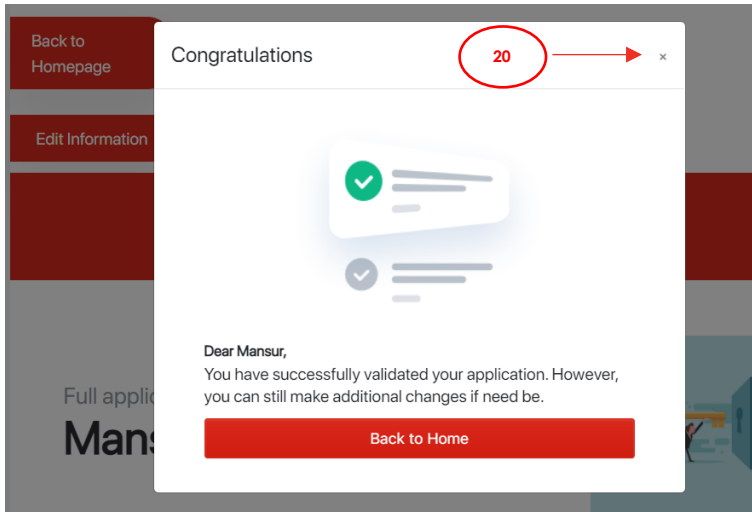 Back to
Homepage
Congratulations
20
×
Edit Information
Dear Mansur,
You have successfully validated your application. However,
you can still make additional changes if need be.
Full applic
Mans
Back to Home